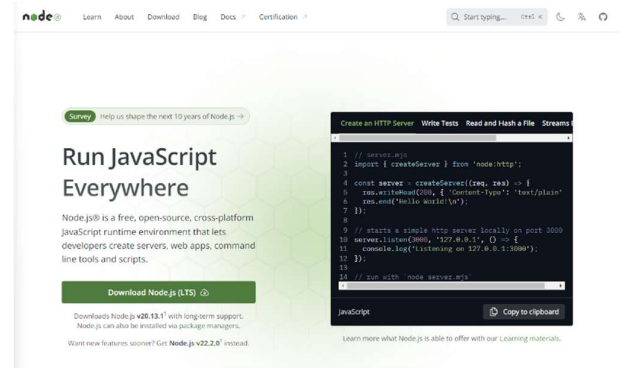 node
Learn About Download Blog Docs ↗ Certification ↗
Start typing... Ctrl K
Survey Help us shape the next 10 years of Node.js →
Run JavaScript
Everywhere
Node.js® is a free, open-source, cross-platform
JavaScript runtime environment that lets
developers create servers, web apps, command
line tools and scripts.
Download Node.js (LTS)
Downloads Node.js v20.13.1¹ with long-term support.
Node.js can also be installed via package managers.
Want new features sooner? Get Node.js v22.2.0¹ instead.
Create an HTTP Server Write Tests Read and Hash a File Streams
1 // server.mjs
2 import { createServer } from 'node:http';
3
4 const server = createServer((req, res) => {
5 res.writeHead(200, { 'Content-Type': 'text/plain'
6 res.end('Hello World!\n');
7 });
8
9 // starts a simple http server locally on port 3000
10 server.listen(3000, '127.0.0.1', () => {
11 console.log('Listening on 127.0.0.1:3000');
12 });
13
14 // run with `node server.mjs`
JavaScript Copy to clipboard
Learn more what Node.js is able to offer with our Learning materials.